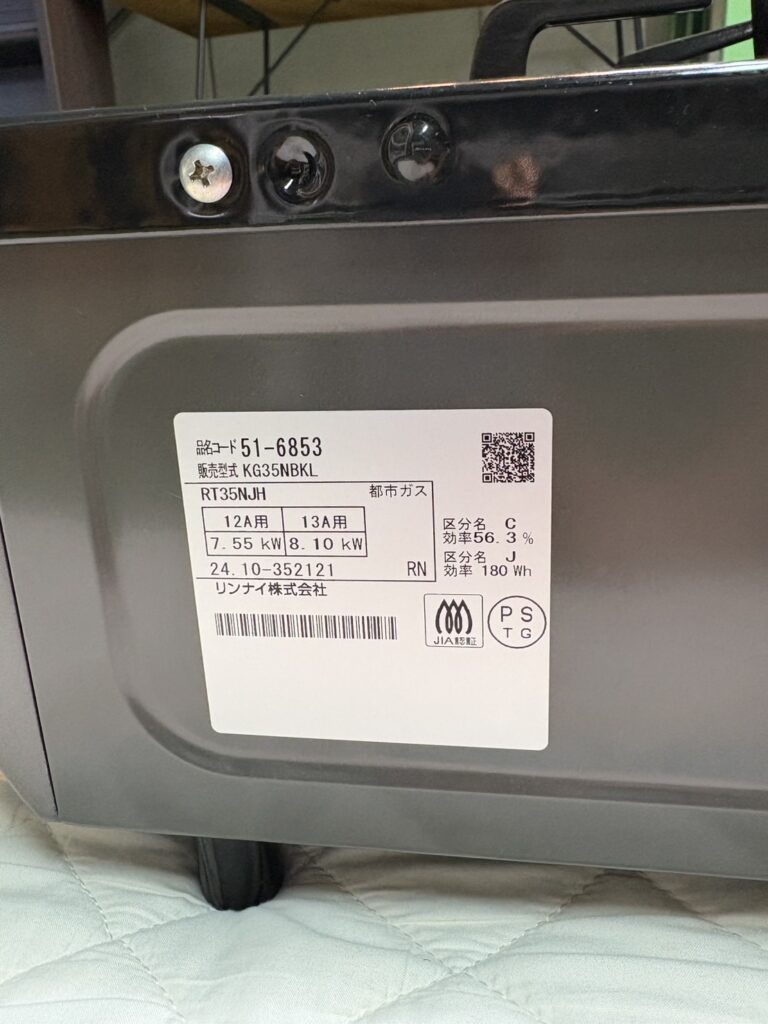 品名コード 51-6853
販売型式 KG35NBKL
RT35NJH 都市ガス
12A用 13A用
7.55 kW 8.10 kW
24.10-352121 RN
リンナイ株式会社
区分名 C
効率56.3 %
区分名 J
効率 180 Wh
JIA認証
PS
TG